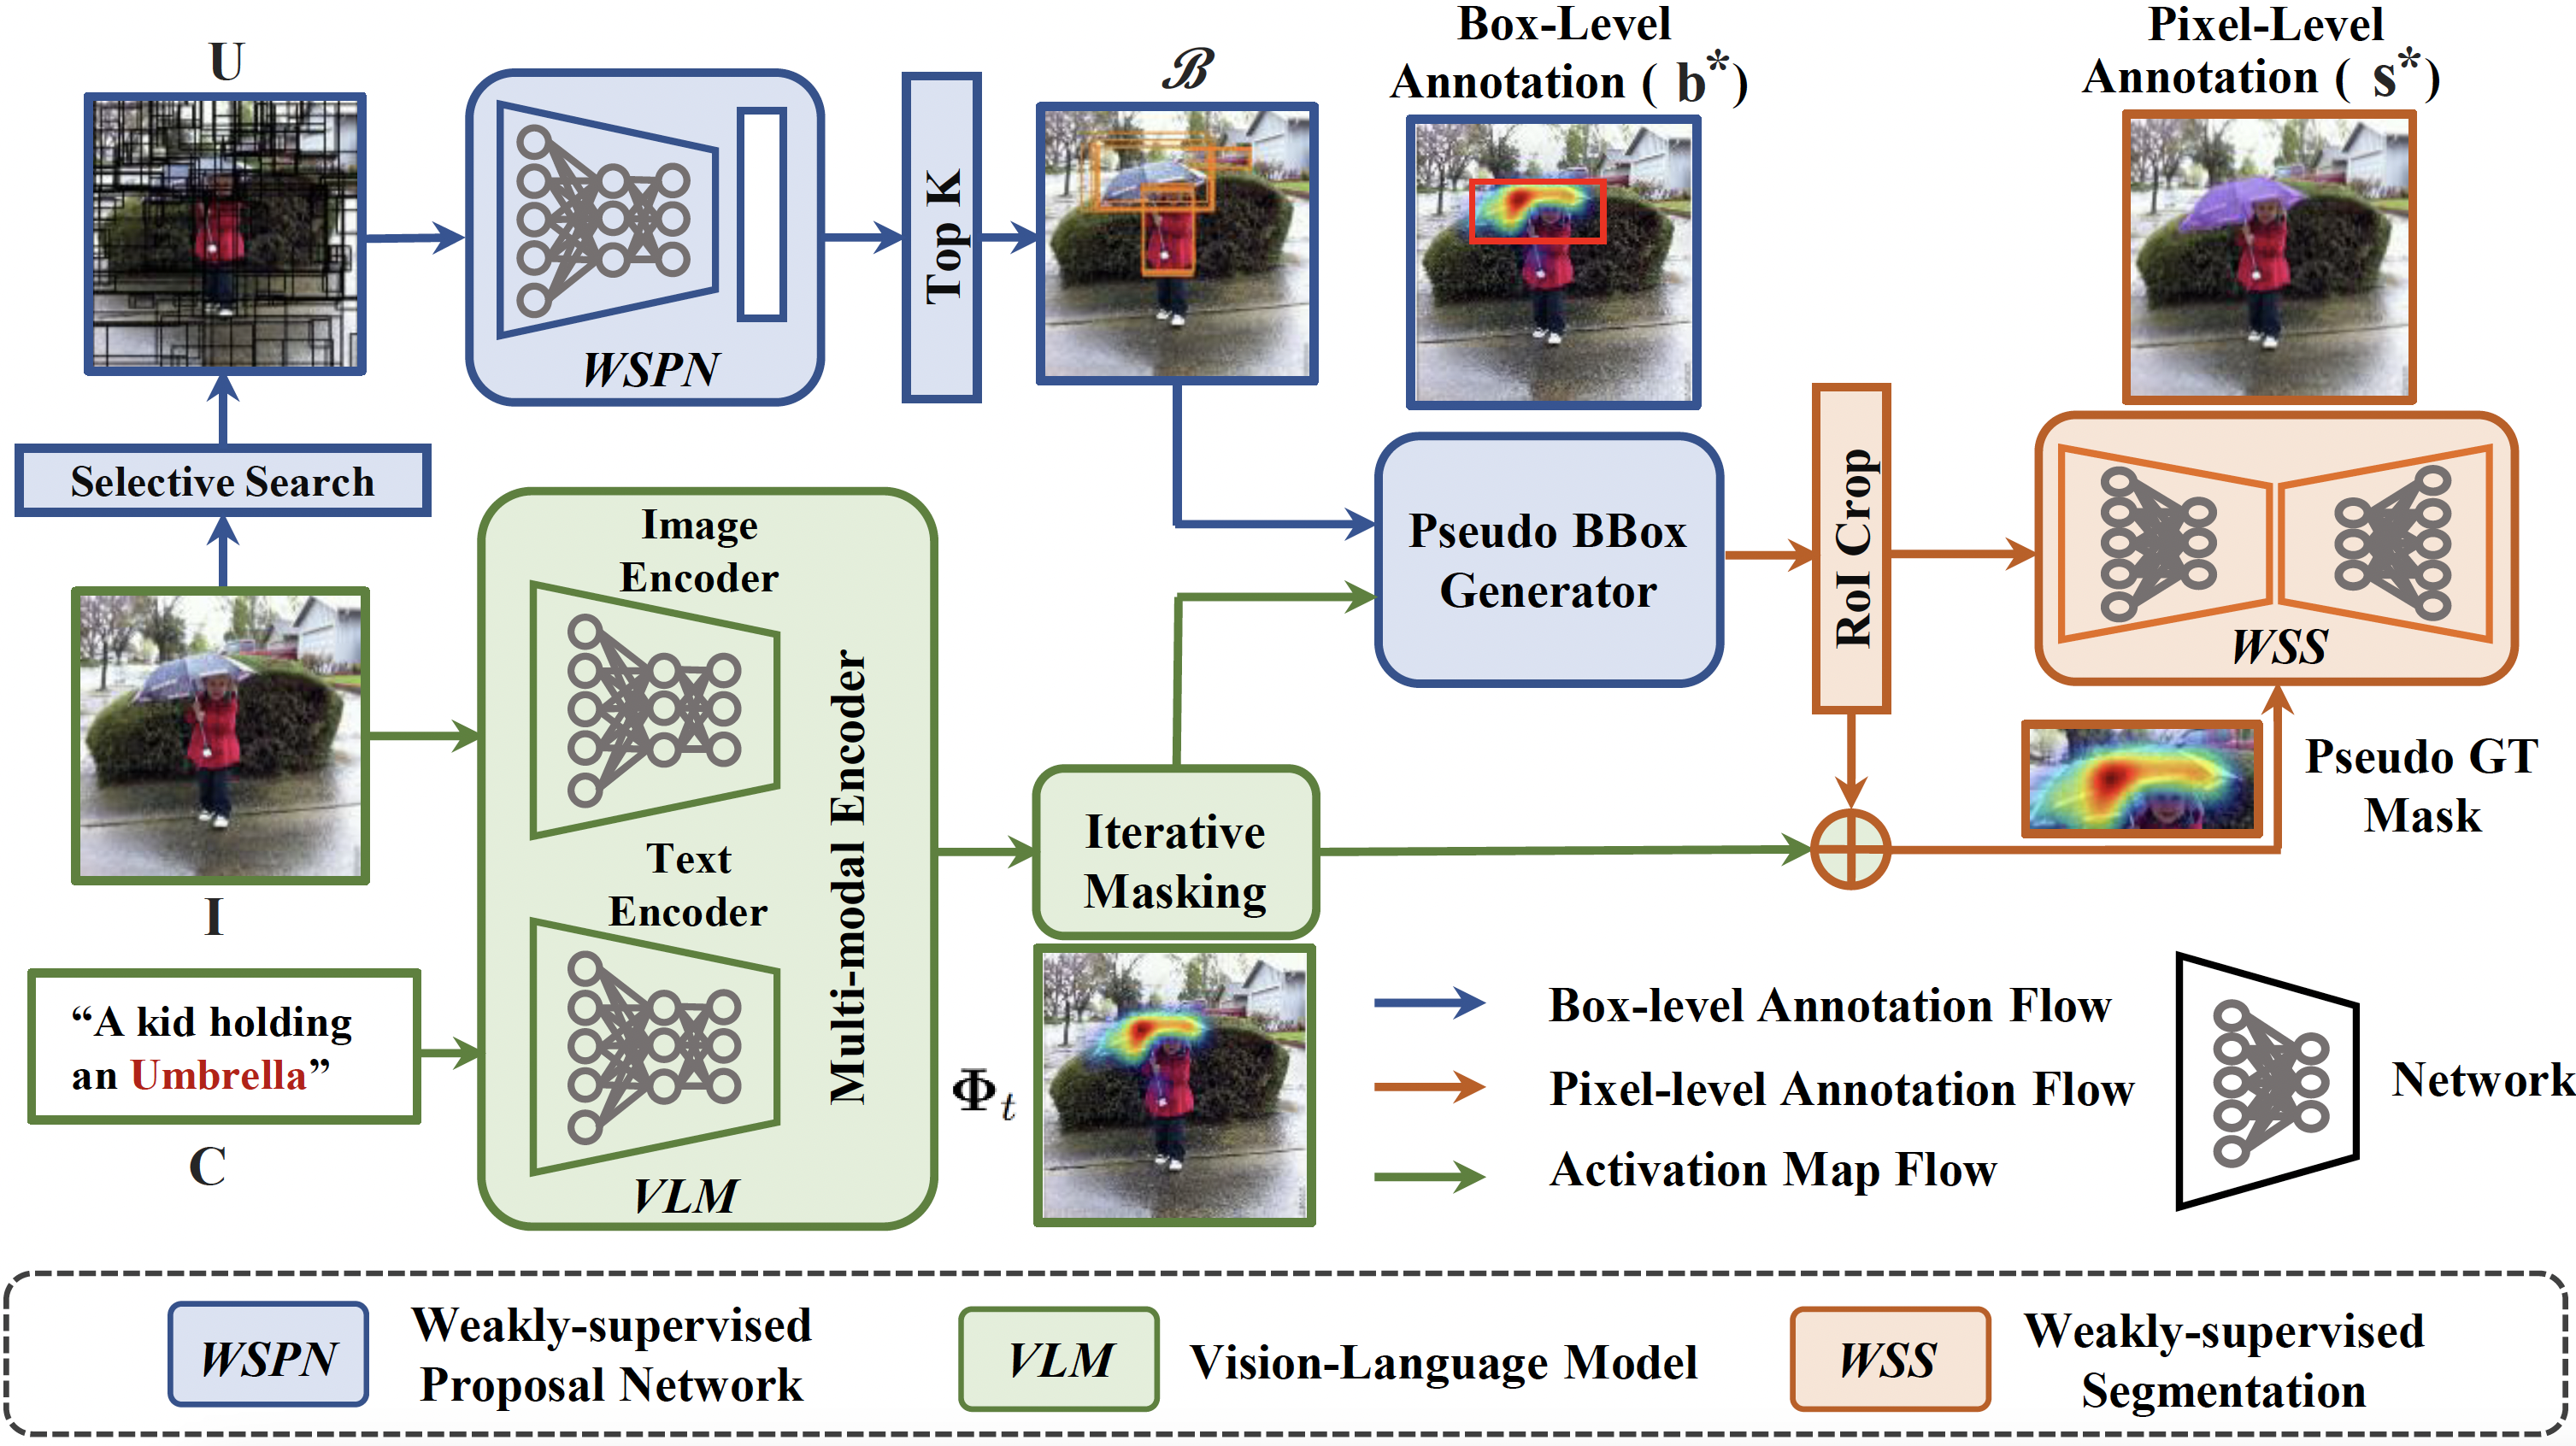 U
WSPN
Top K
ℬ
Box-Level
Annotation ( b* )
Pixel-Level
Annotation ( s* )
Selective Search
I
“A kid holding
an Umbrella”
C
Image
Encoder
Text
Encoder
Multi-modal Encoder
VLM
Iterative
Masking
Φt
Pseudo BBox
Generator
RoI Crop
WSS
Pseudo GT
Mask
Box-level Annotation Flow
Pixel-level Annotation Flow
Activation Map Flow
Network
WSPN
Weakly-supervised
Proposal Network
VLM
Vision-Language Model
WSS
Weakly-supervised
Segmentation